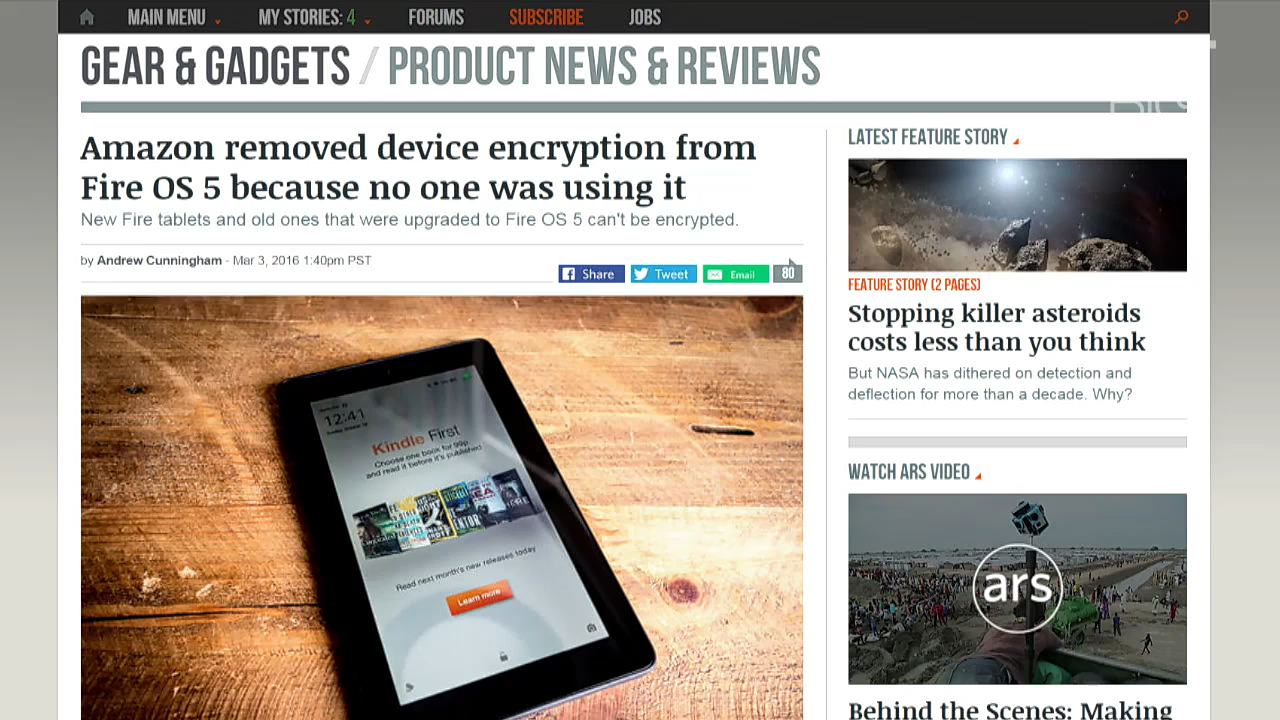 MAIN MENU
MY STORIES: 4
FORUMS
SUBSCRIBE
JOBS
GEAR & GADGETS / PRODUCT NEWS & REVIEWS
Amazon removed device encryption from
Fire OS 5 because no one was using it
New Fire tablets and old ones that were upgraded to Fire OS 5 can't be encrypted.
by Andrew Cunningham - Mar 3, 2016 1:40pm PST
Share
Tweet
Email
80
12:41
Kindle First
Choose one book for 99p
and read it before it's published
Read next month's new releases today
Learn more
LATEST FEATURE STORY
FEATURE STORY (2 PAGES)
Stopping killer asteroids
costs less than you think
But NASA has dithered on detection and
deflection for more than a decade. Why?
WATCH ARS VIDEO
ars
Behind the Scenes: Making